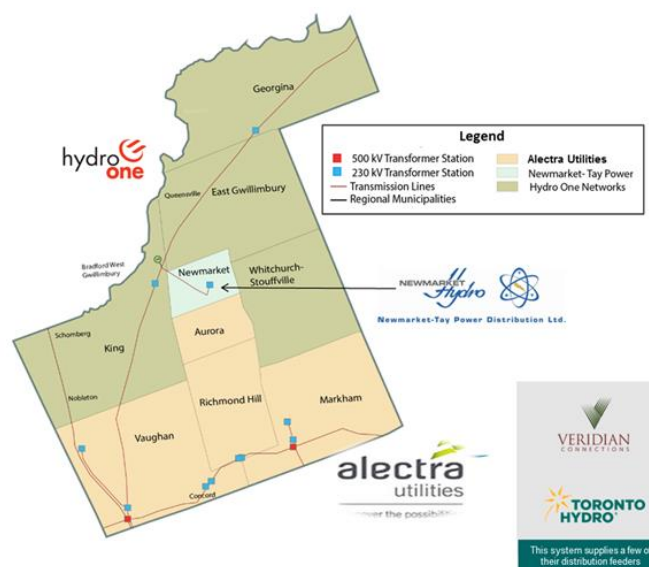 Georgina
hydro
one
Legend
500 kV Transformer Station
230 kV Transformer Station
Transmission Lines
Regional Municipalities
Alectra Utilities
Newmarket- Tay Power
Hydro One Networks
Queensville
East Gwillimbury
Bradford West
Gwillimbury
Newmarket
Whitchurch-
Stouffville
NEWMARKET
Hydro
Newmarket-Tay Power Distribution Ltd.
Schomberg
King
Aurora
Nobleton
Richmond Hill
Markham
Vaughan
Concord
alectra
utilities
over the possibilit
VERIDIAN
CONNECTIONS
TORONTO
HYDRO
This system supplies a few of
their distribution feeders